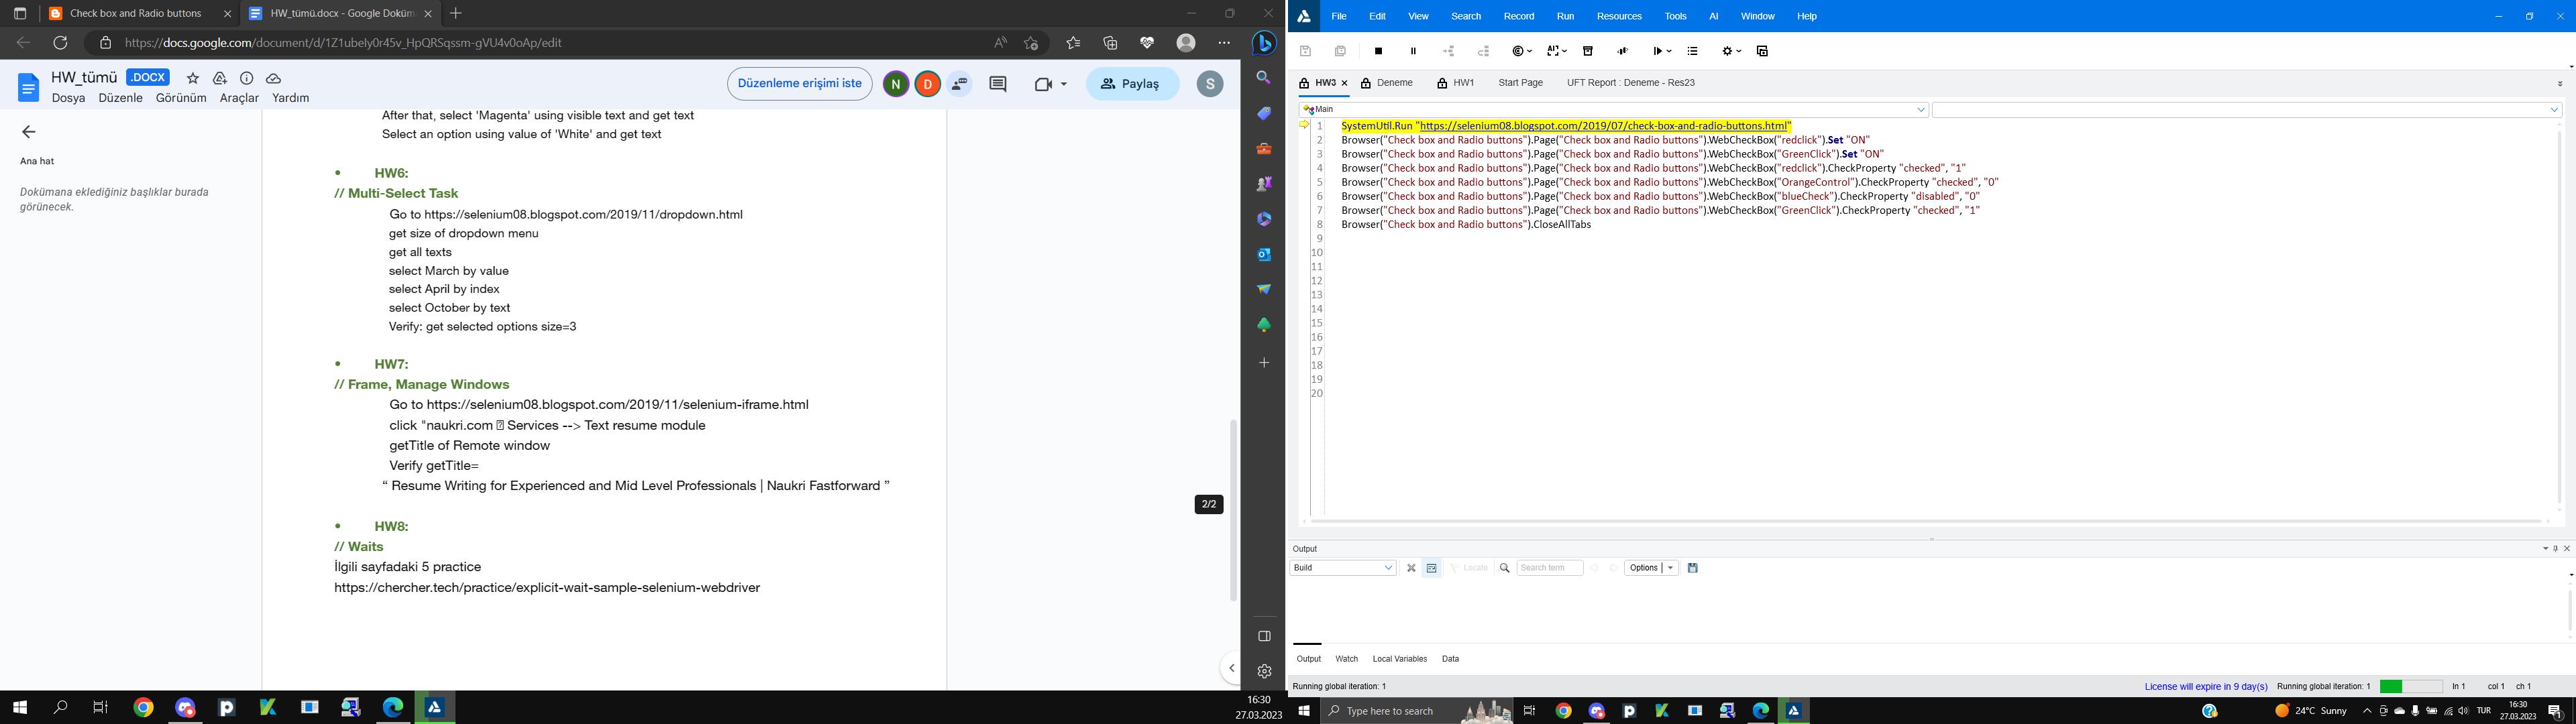 Check box and Radio buttons
HW_tümü.docx - Google Doküm
https://docs.google.com/document/d/1Z1ubeIy0r45v_HpQRSqssm-gVU4v0oAp/edit
HW_tümü .DOCX
Dosya Düzenle Görünüm Araçlar Yardım
Düzenleme erişimi iste
N D
Paylaş
S
Ana hat
Dokümana eklediğiniz başlıklar burada
görünecek.
After that, select 'Magenta' using visible text and get text
Select an option using value of 'White' and get text
• HW6:
// Multi-Select Task
Go to https://selenium08.blogspot.com/2019/11/dropdown.html
get size of dropdown menu
get all texts
select March by value
select April by index
select October by text
Verify: get selected options size=3
• HW7:
// Frame, Manage Windows
Go to https://selenium08.blogspot.com/2019/11/selenium-iframe.html
click "naukri.com Services --> Text resume module
getTitle of Remote window
Verify getTitle=
“ Resume Writing for Experienced and Mid Level Professionals | Naukri Fastforward ”
2/2
• HW8:
// Waits
İlgili sayfadaki 5 practice
https://chercher.tech/practice/explicit-wait-sample-selenium-webdriver
16:30
27.03.2023
File Edit View Search Record Run Resources Tools AI Window Help
HW3 Deneme HW1 Start Page UFT Report : Deneme - Res23
Main
1 SystemUtil.Run "https://selenium08.blogspot.com/2019/07/check-box-and-radio-buttons.html"
2 Browser("Check box and Radio buttons").Page("Check box and Radio buttons").WebCheckBox("redclick").Set "ON"
3 Browser("Check box and Radio buttons").Page("Check box and Radio buttons").WebCheckBox("GreenClick").Set "ON"
4 Browser("Check box and Radio buttons").Page("Check box and Radio buttons").WebCheckBox("redclick").CheckProperty "checked", "1"
5 Browser("Check box and Radio buttons").Page("Check box and Radio buttons").WebCheckBox("OrangeControl").CheckProperty "checked", "0"
6 Browser("Check box and Radio buttons").Page("Check box and Radio buttons").WebCheckBox("blueCheck").CheckProperty "disabled", "0"
7 Browser("Check box and Radio buttons").Page("Check box and Radio buttons").WebCheckBox("GreenClick").CheckProperty "checked", "1"
8 Browser("Check box and Radio buttons").CloseAllTabs
9
10
11
12
13
14
15
16
17
18
19
20
Output
Build
Locate
Search term
Options
Output Watch Local Variables Data
Running global iteration: 1
License will expire in 9 day(s) Running global iteration: 1 ln 1 col 1 ch 1
Type here to search
24°C Sunny
TUR
16:30
27.03.2023